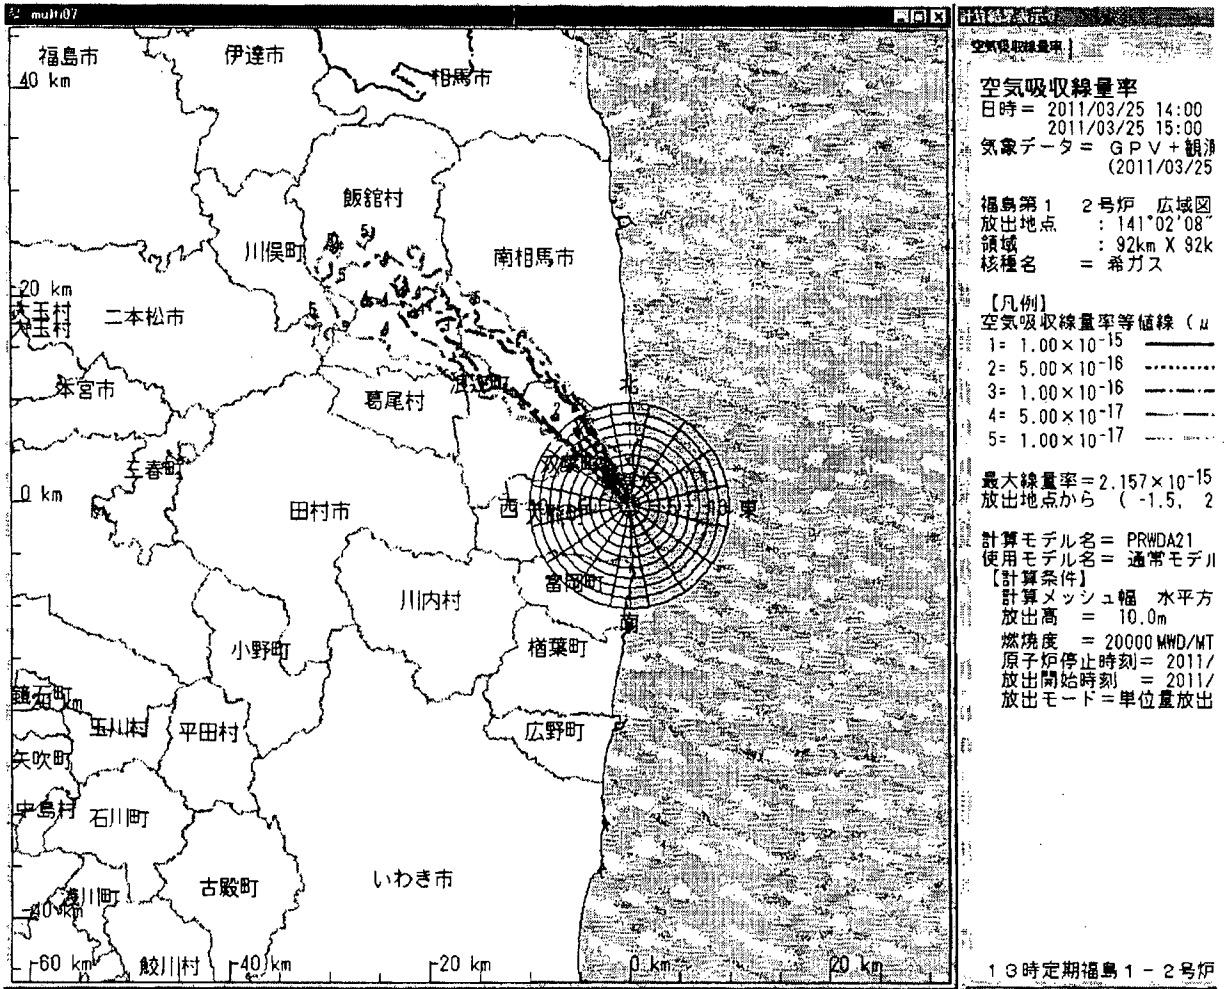 multi07
福島市
伊達市
相馬市
40 km
飯舘村
川俣町
南相馬市
20 km
大玉村
大玉村
二本松市
本宮市
葛尾村
浪江町
北
三春町
双葉町
0 km
田村市
西
東
富岡町
川内村
南
小野町
楢葉町
鏡石町
玉川村
平田村
広野町
矢吹町
中島村
石川町
古殿町
いわき市
浅川町
-40 km
-60 km
鮫川村
-40 km
-20 km
0 km
20 km
空気吸収線量率
空気吸収線量率
日時= 2011/03/25 14:00
2011/03/25 15:00
気象データ= GPV+観測
(2011/03/25
福島第1 2号炉 広域図
放出地点 : 141°02'08"
領域 : 92km X 92k
核種名 = 希ガス
【凡例】
空気吸収線量率等値線 (μ
1= 1.00×10-15
2= 5.00×10-16
3= 1.00×10-16
4= 5.00×10-17
5= 1.00×10-17
最大線量率=2.157×10-15
放出地点から ( -1.5, 2
計算モデル名= PRWDA21
使用モデル名= 通常モデル
【計算条件】
計算メッシュ幅 水平方
放出高 = 10.0m
燃焼度 = 20000MWD/MT
原子炉停止時刻= 2011/
放出開始時刻 = 2011/
放出モード=単位量放出
13時定期福島1-2号炉